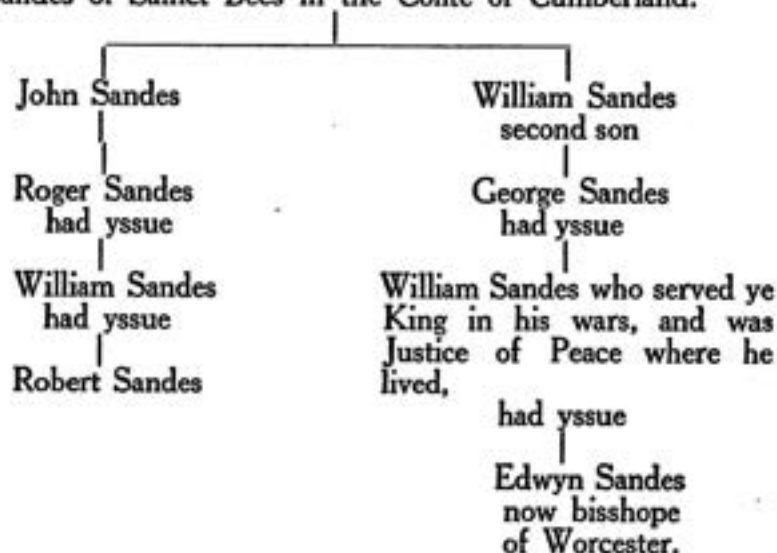 of Sainct Bees in the Conte of Cumberland.
John Sandes
William Sandes
second son
Roger Sandes
had yssue
George Sandes
had yssue
William Sandes
had yssue
William Sandes who served ye
King in his wars, and was
Justice of Peace where he
lived,
Robert Sandes
had yssue
Edwyn Sandes
now bisshope
of Worcester.